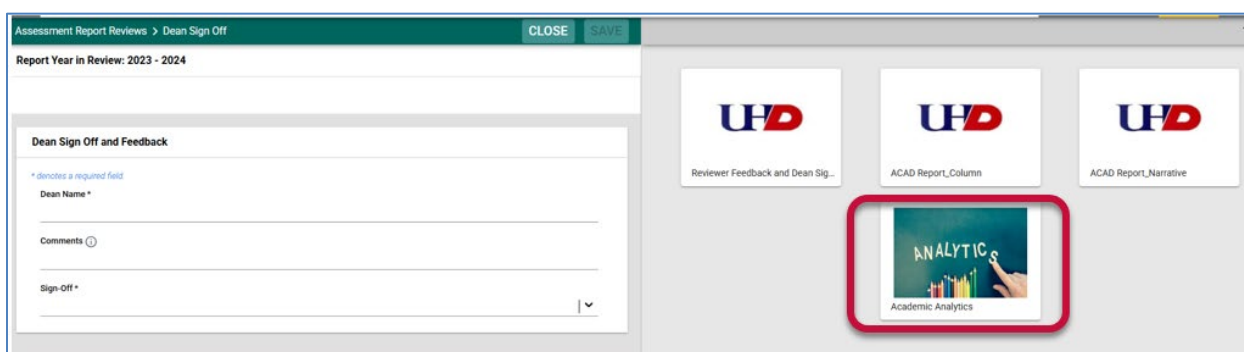 Assessment Report Reviews > Dean Sign Off
CLOSE
SAVE
Report Year in Review: 2023 - 2024
Dean Sign Off and Feedback
* denotes a required field
Dean Name *
Comments
Sign-Off *
UHD
Reviewer Feedback and Dean Sig...
UHD
ACAD Report_Column
UHD
ACAD Report_Narrative
ANALYTICS
Academic Analytics